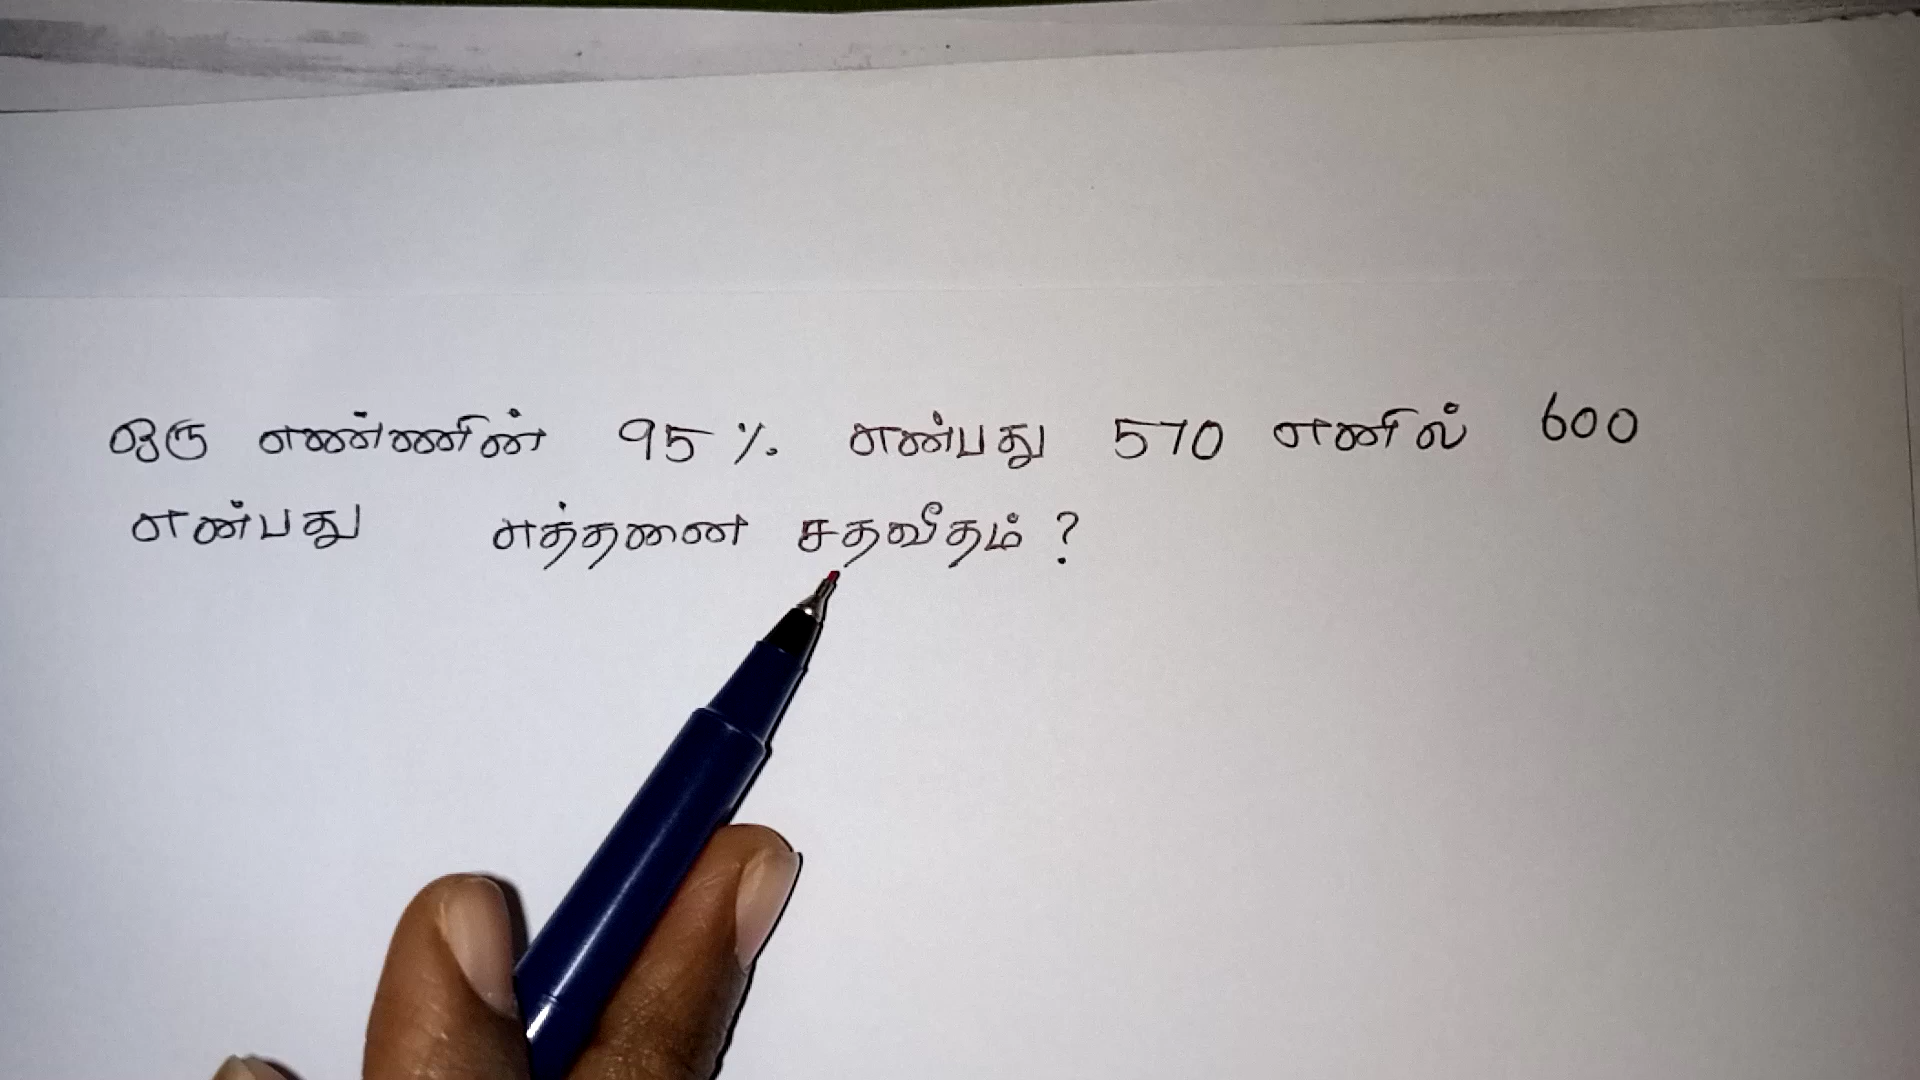 ஒரு எண்ணின் 95 % என்பது 570 எனில் 600
என்பது எத்தனை சதவீதம் ?